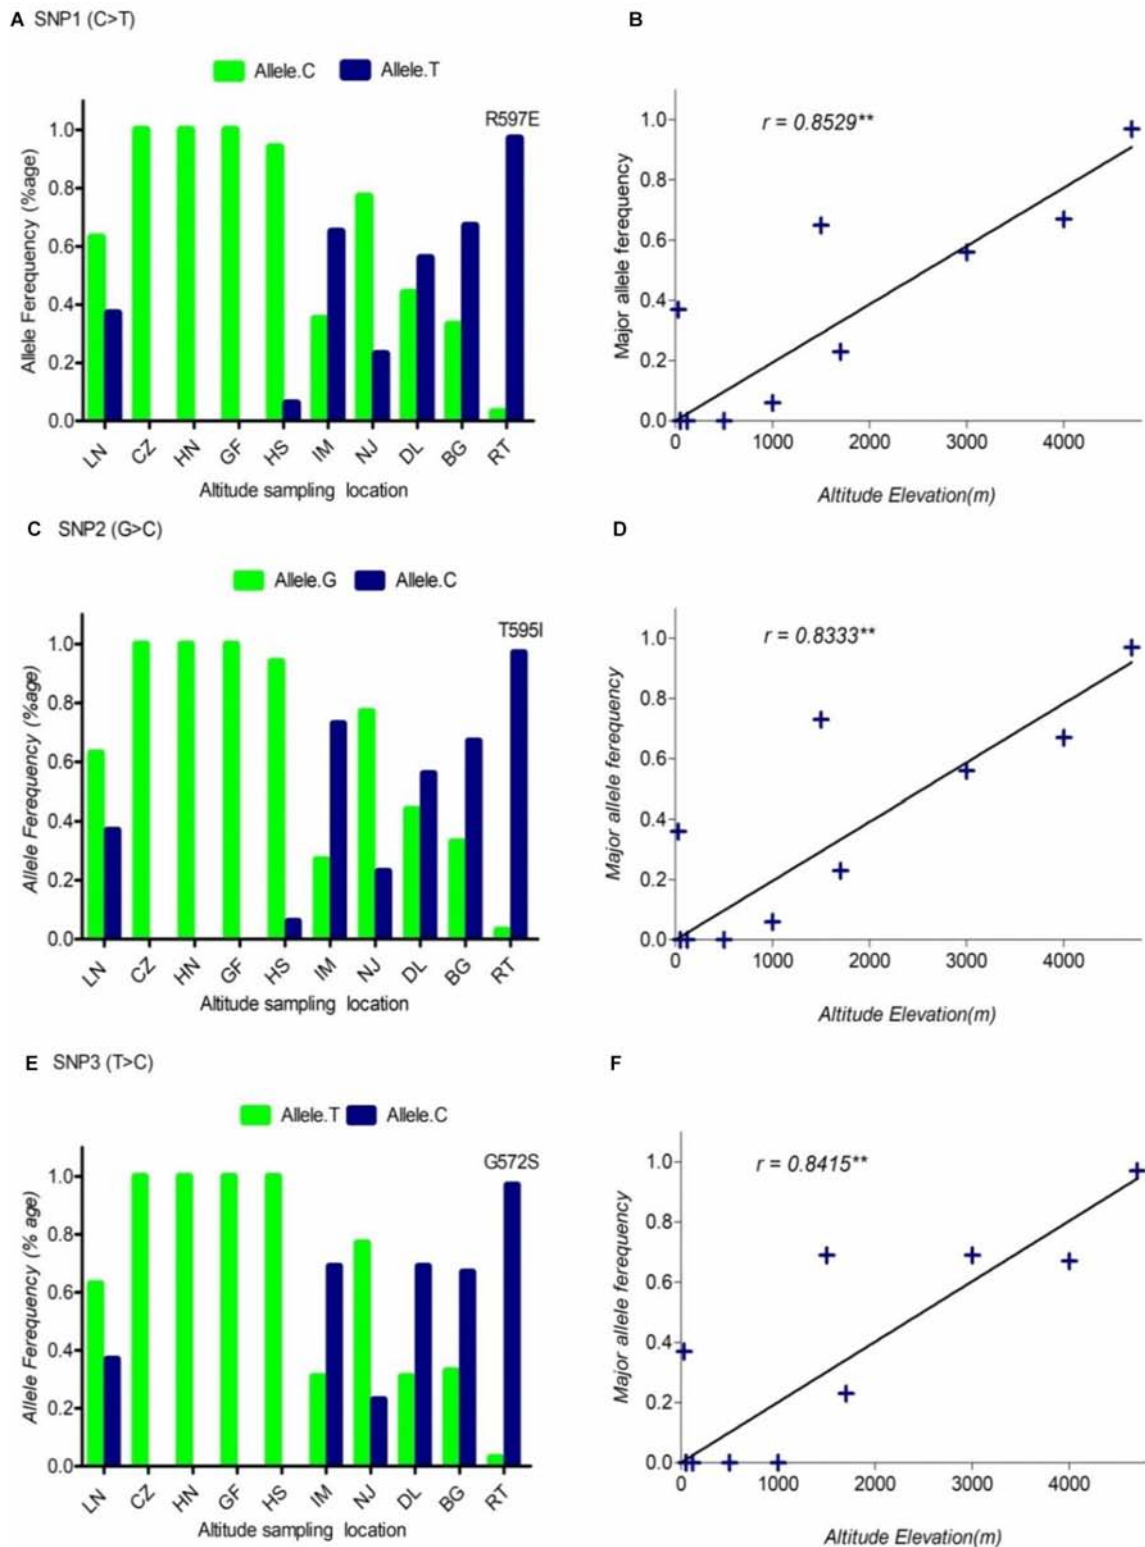 A SNP1 (C>T)
Allele.C Allele.T
R597E
Allele Ferequency (%age)
1.0
0.8
0.6
0.4
0.2
0.0
LN CZ HN GF HS IM NJ DL BG RT
Altitude sampling location
B
r = 0.8529**
Major allele ferequency
1.0
0.8
0.6
0.4
0.2
0.0
0 1000 2000 3000 4000
Altitude Elevation(m)
C SNP2 (G>C)
Allele.G Allele.C
T595I
Allele Ferequency (%age)
1.0
0.8
0.6
0.4
0.2
0.0
LN CZ HN GF HS IM NJ DL BG RT
Altitude sampling location
D
r = 0.8333**
Major allele ferequency
1.0
0.8
0.6
0.4
0.2
0.0
0 1000 2000 3000 4000
Altitude Elevation(m)
E SNP3 (T>C)
Allele.T Allele.C
G572S
Allele Ferequency (% age)
1.0
0.8
0.6
0.4
0.2
0.0
LN CZ HN GF HS IM NJ DL BG RT
Altitude sampling location
F
r = 0.8415**
Major allele ferequency
1.0
0.8
0.6
0.4
0.2
0.0
0 1000 2000 3000 4000
Altitude Elevation(m)